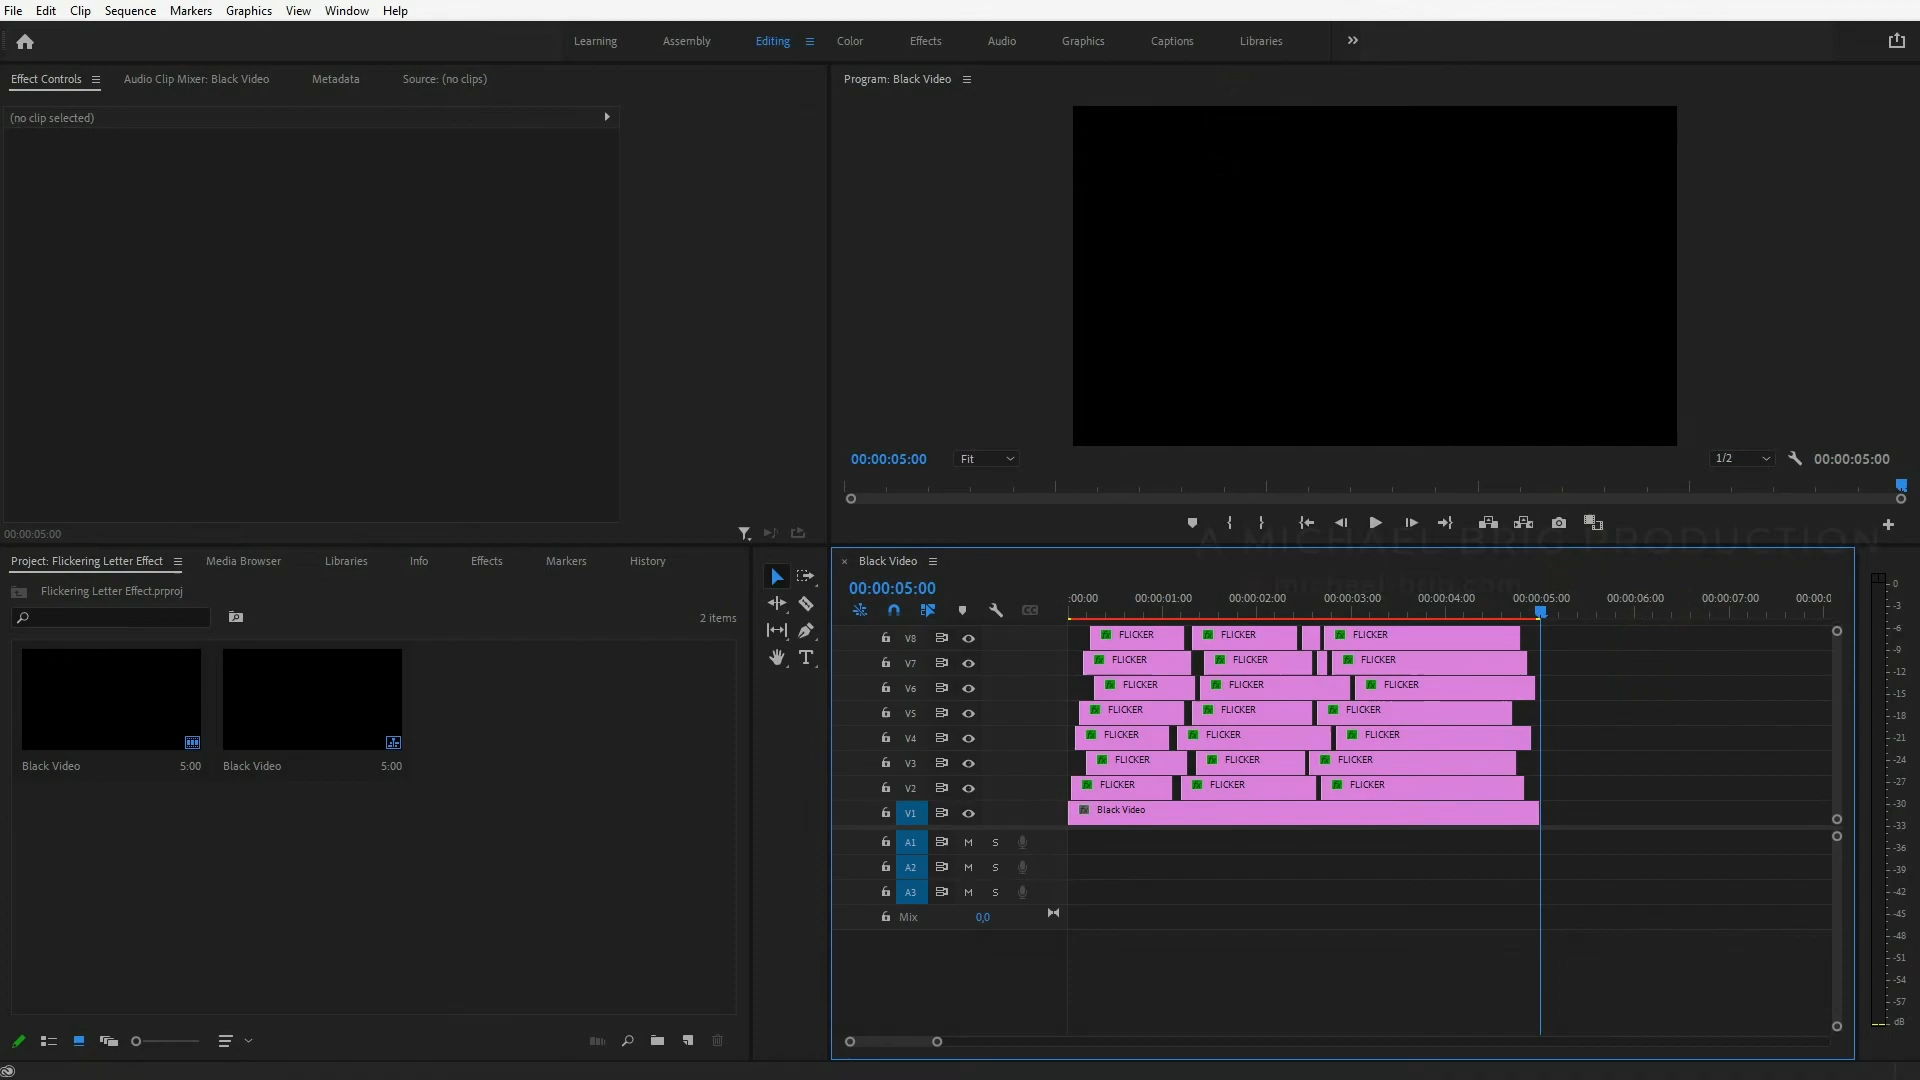 File Edit Clip Sequence Markers Graphics View Window Help
Learning Assembly Editing Color Effects Audio Graphics Captions Libraries
Effect Controls Audio Clip Mixer: Black Video Metadata Source: (no clips)
(no clip selected)
00:00:05:00
Program: Black Video
00:00:05:00 Fit 1/2 00:00:05:00
A MICHAEL BRIG PRODUCTION
michael-brig.com
Project: Flickering Letter Effect Media Browser Libraries Info Effects Markers History
Flickering Letter Effect.prproj
2 items
Black Video 5:00 Black Video 5:00
Black Video
00:00:05:00
:00:00 00:00:01:00 00:00:02:00 00:00:03:00 00:00:04:00 00:00:05:00 00:00:06:00 00:00:07:00 00:00:0
V8 FLICKER FLICKER FLICKER
V7 FLICKER FLICKER FLICKER
V6 FLICKER FLICKER FLICKER
V5 FLICKER FLICKER FLICKER
V4 FLICKER FLICKER FLICKER
V3 FLICKER FLICKER FLICKER
V2 FLICKER FLICKER FLICKER
V1 Black Video
A1 M S
A2 M S
A3 M S
Mix 0,0
0
-3
-6
-9
-12
-15
-18
-21
-24
-27
-30
-33
-36
-39
-42
-45
-48
-51
-54
-57
dB